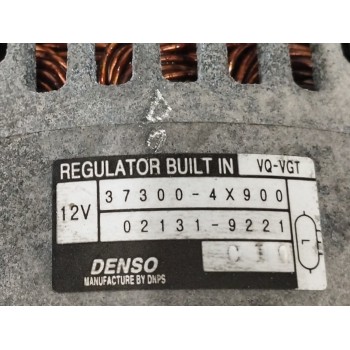 REGULATOR BUILT IN VQ-VGT
12V 37300-4X900
02131-9221
DENSO
MANUFACTURE BY DNPS